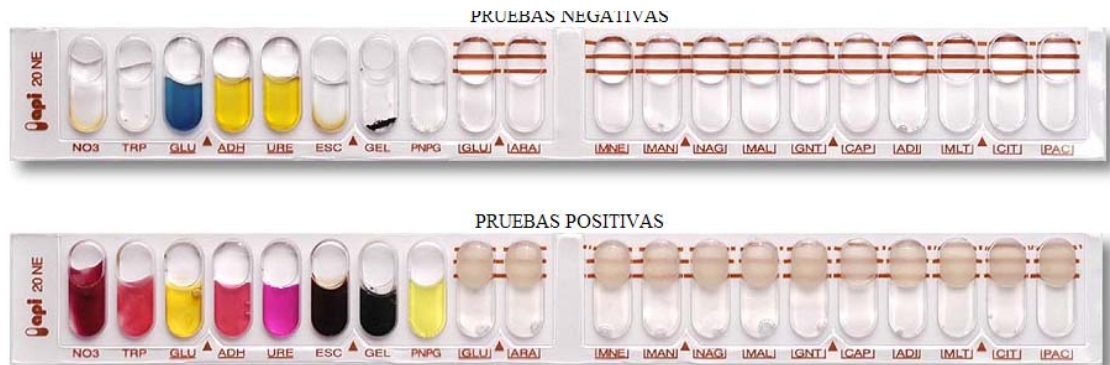 PRUEBAS NEGATIVAS
api 20 NE
NO3 TRP GLU ADH URE ESC GEL PNPG |GLU| |ARA| |MNE| |MAN| |NAG| |MAL| |GNT| |CAP| |ADI| |MLT| |CIT| |PAC|
PRUEBAS POSITIVAS
api 20 NE
NO3 TRP GLU ADH URE ESC GEL PNPG |GLU| |ARA| |MNE| |MAN| |NAG| |MAL| |GNT| |CAP| |ADI| |MLT| |CIT| |PAC|